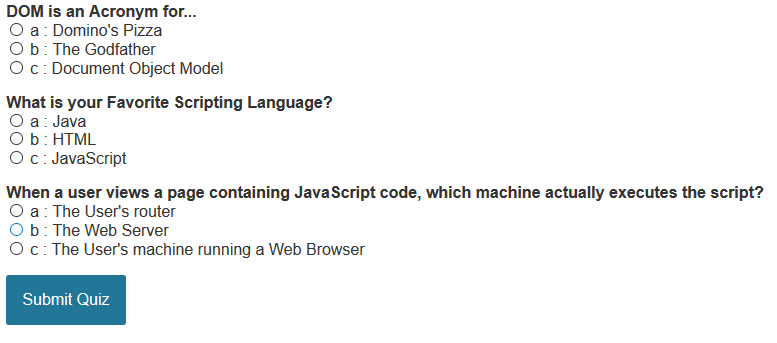 DOM is an Acronym for...
a : Domino's Pizza
b : The Godfather
c : Document Object Model
What is your Favorite Scripting Language?
a : Java
b : HTML
c : JavaScript
When a user views a page containing JavaScript code, which machine actually executes the script?
a : The User's router
b : The Web Server
c : The User's machine running a Web Browser
Submit Quiz